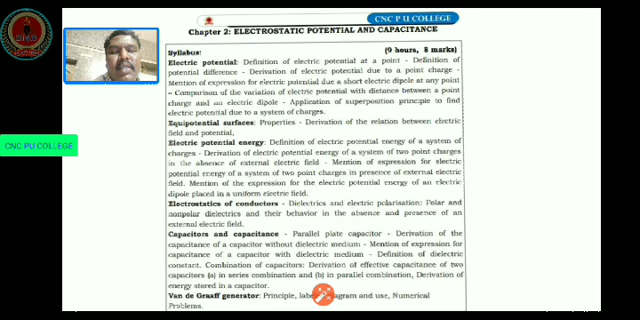 CNC P U COLLEGE
Chapter 2: ELECTROSTATIC POTENTIAL AND CAPACITANCE
Syllabus: (9 hours, 8 marks)
Electric potential: Definition of electric potential at a point - Definition of
potential difference - Derivation of electric potential due to a point charge -
Mention of expression for electric potential due a short electric dipole at any point
– Comparison of the variation of electric potential with distance between a point
charge and an electric dipole - Application of superposition principle to find
electric potential due to a system of charges.
Equipotential surfaces: Properties - Derivation of the relation between electric
field and potential,
Electric potential energy: Definition of electric potential energy of a system of
charges - Derivation of electric potential energy of a system of two point charges
in the absence of external electric field - Mention of expression for electric
potential energy of a system of two point charges in presence of external electric
field. Mention of the expression for the electric potential energy of an electric
dipole placed in a uniform electric field.
Electrostatics of conductors - Dielectrics and electric polarisation: Polar and
nonpolar dielectrics and their behavior in the absence and presence of an
external electric field.
Capacitors and capacitance - Parallel plate capacitor - Derivation of the
capacitance of a capacitor without dielectric medium - Mention of expression for
capacitance of a capacitor with dielectric medium - Definition of dielectric
constant. Combination of capacitors: Derivation of effective capacitance of two
capacitors (a) in series combination and (b) in parallel combination, Derivation of
energy stored in a capacitor.
Van de Graaff generator: Principle, diagram and use, Numerical
Problems.
CNC PU COLLEGE